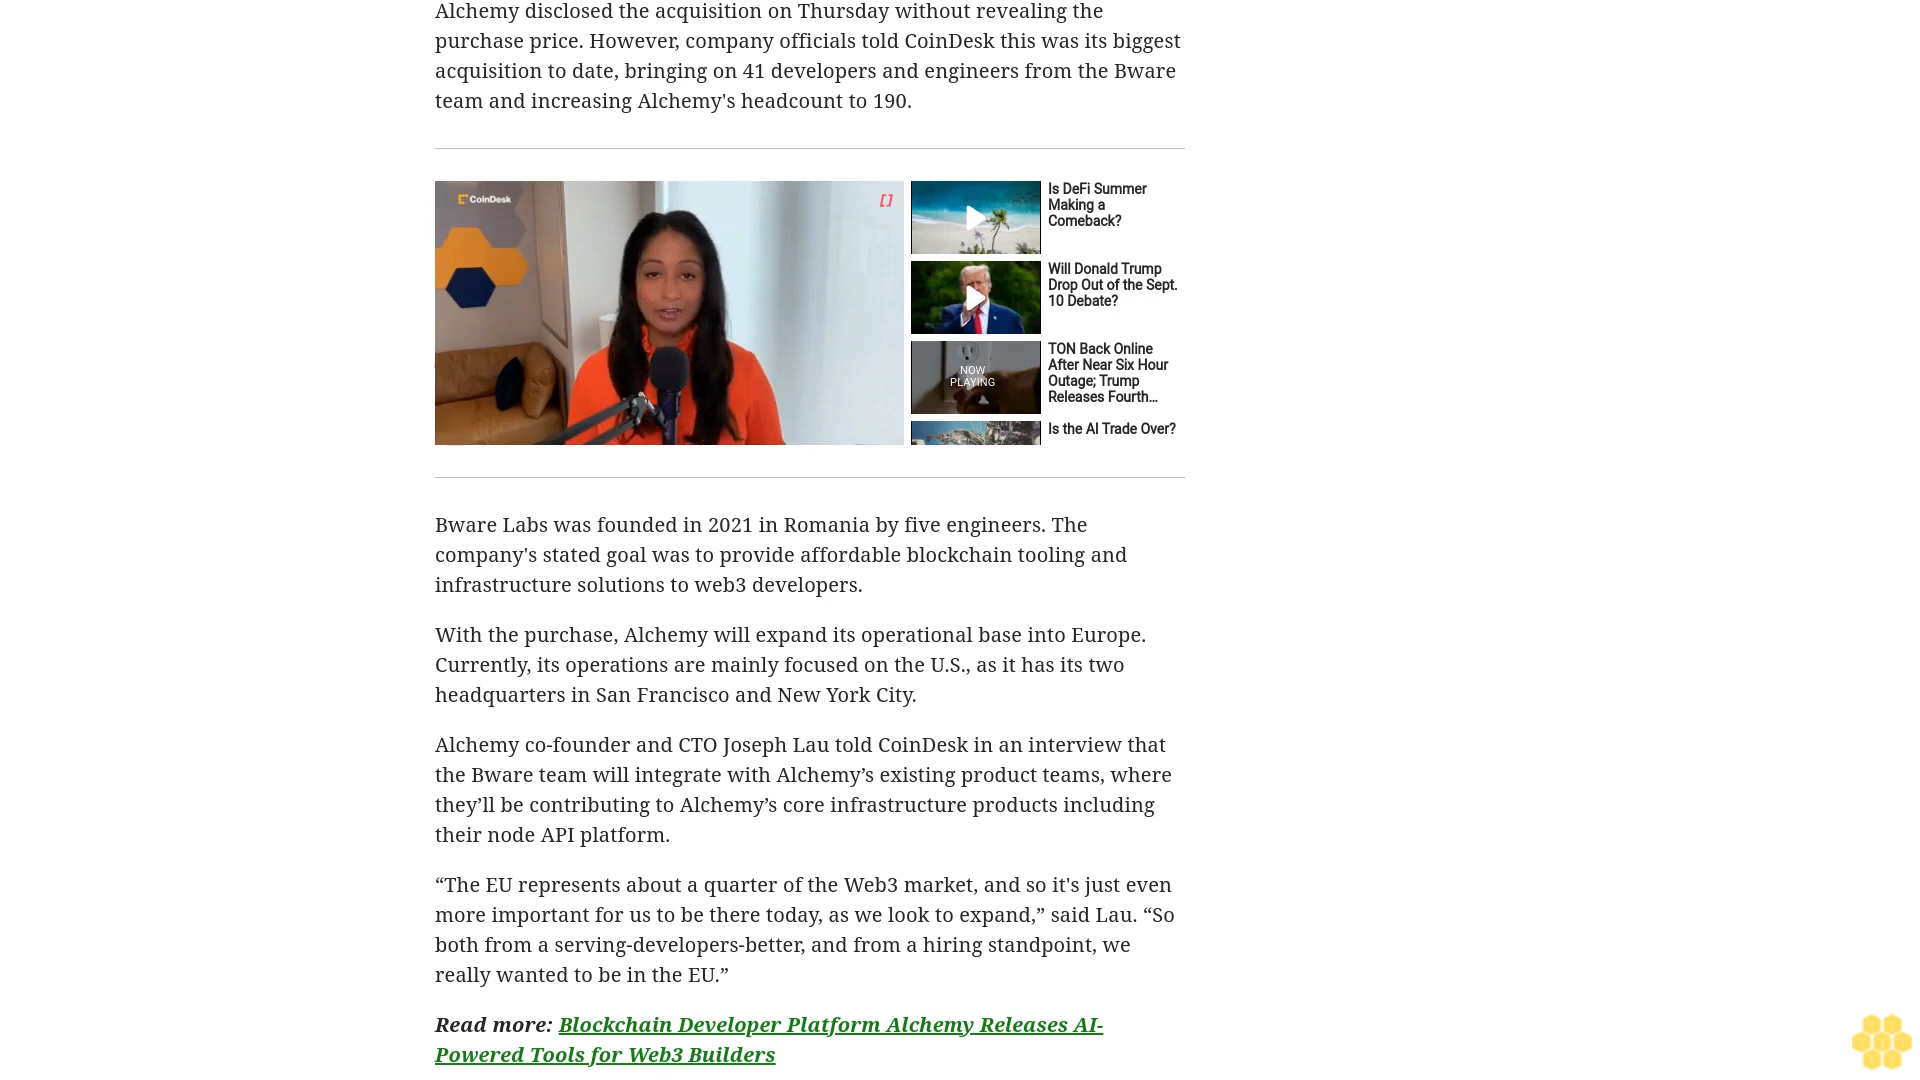 Alchemy disclosed the acquisition on Thursday without revealing the
purchase price. However, company officials told CoinDesk this was its biggest
acquisition to date, bringing on 41 developers and engineers from the Bware
team and increasing Alchemy's headcount to 190.
CoinDesk
[]
Is DeFi Summer
Making a
Comeback?
Will Donald Trump
Drop Out of the Sept.
10 Debate?
NOW
PLAYING
TON Back Online
After Near Six Hour
Outage; Trump
Releases Fourth...
Is the AI Trade Over?
Bware Labs was founded in 2021 in Romania by five engineers. The
company's stated goal was to provide affordable blockchain tooling and
infrastructure solutions to web3 developers.
With the purchase, Alchemy will expand its operational base into Europe.
Currently, its operations are mainly focused on the U.S., as it has its two
headquarters in San Francisco and New York City.
Alchemy co-founder and CTO Joseph Lau told CoinDesk in an interview that
the Bware team will integrate with Alchemy’s existing product teams, where
they’ll be contributing to Alchemy’s core infrastructure products including
their node API platform.
“The EU represents about a quarter of the Web3 market, and so it's just even
more important for us to be there today, as we look to expand,” said Lau. “So
both from a serving-developers-better, and from a hiring standpoint, we
really wanted to be in the EU.”
Read more: Blockchain Developer Platform Alchemy Releases AI-
Powered Tools for Web3 Builders